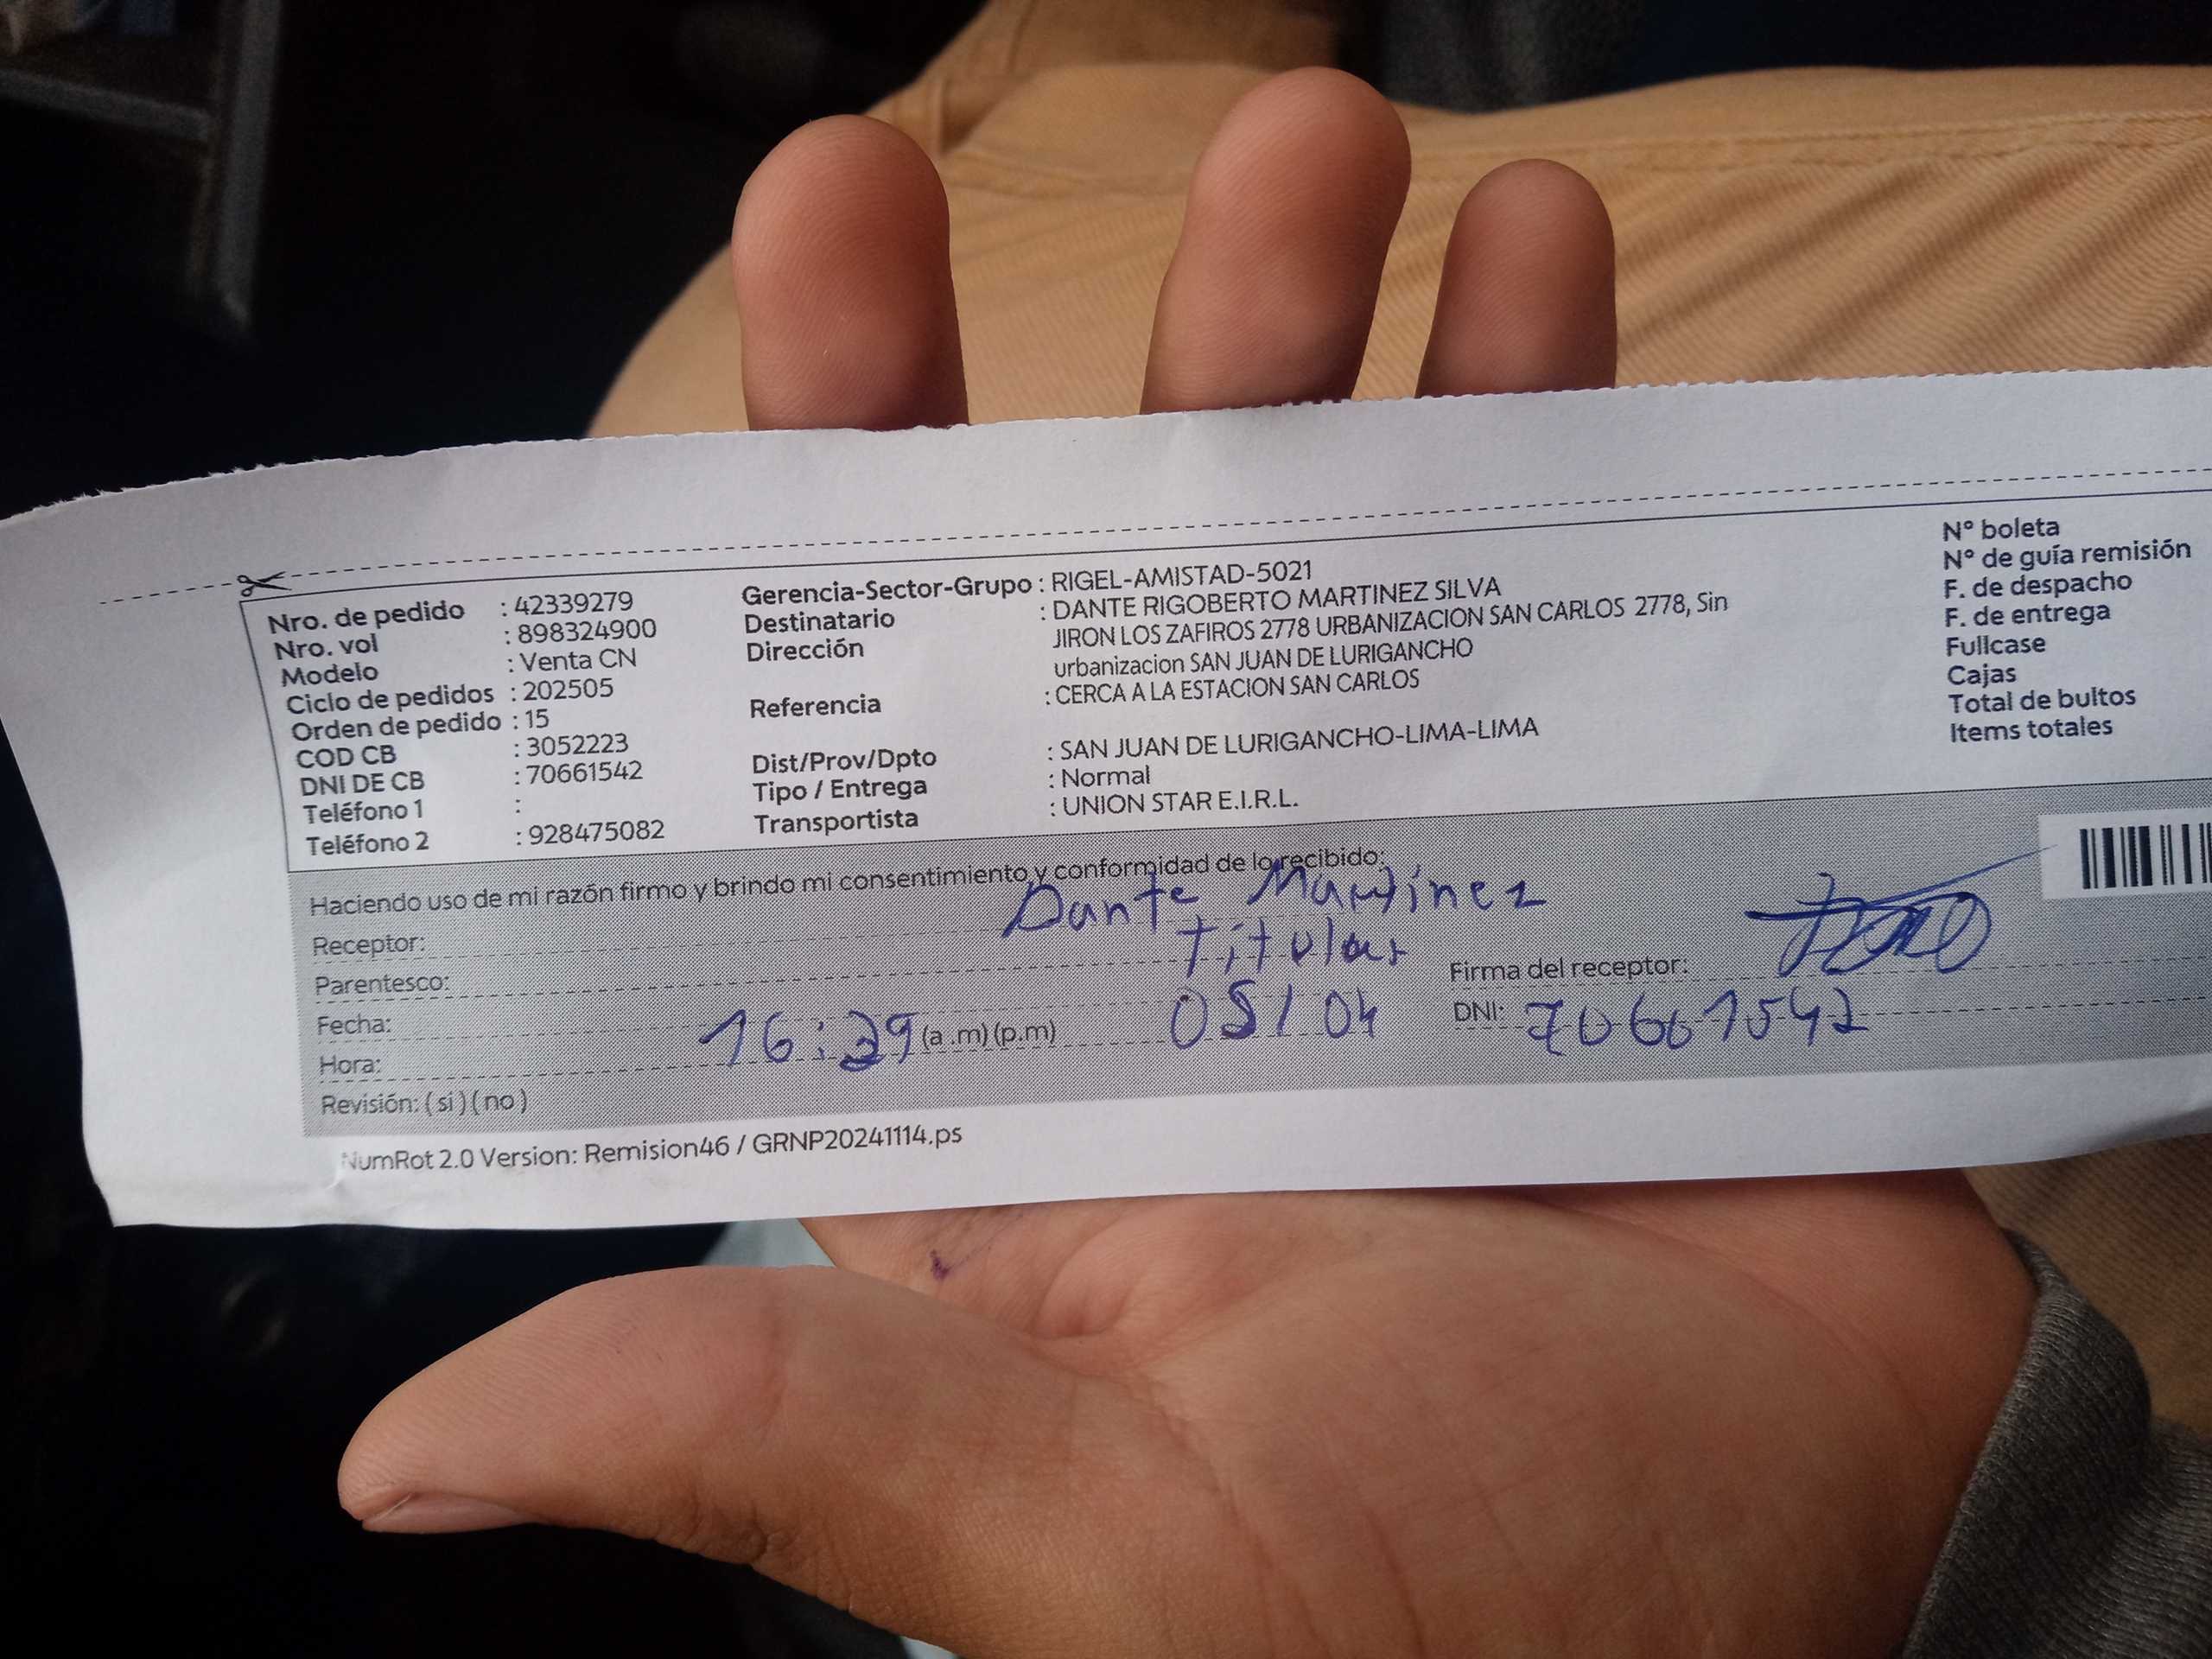 Nro. de pedido : 42339279
Nro. vol : 898324900
Modelo : Venta CN
Ciclo de pedidos : 202505
Orden de pedido : 15
COD CB : 3052223
DNI DE CB : 70661542
Teléfono 1 :
Teléfono 2 : 928475082
Gerencia-Sector-Grupo : RIGEL-AMISTAD-5021
Destinatario : DANTE RIGOBERTO MARTINEZ SILVA
Dirección JIRON LOS ZAFIROS 2778 URBANIZACION SAN CARLOS 2778, Sin
urbanizacion SAN JUAN DE LURIGANCHO
Referencia : CERCA A LA ESTACION SAN CARLOS
Dist/Prov/Dpto : SAN JUAN DE LURIGANCHO-LIMA-LIMA
Tipo / Entrega : Normal
Transportista : UNION STAR E.I.R.L.
N° boleta
N° de guía remisión
F. de despacho
F. de entrega
Fullcase
Cajas
Total de bultos
Items totales
Haciendo uso de mi razón firmo y brindo mi consentimiento y conformidad de lo recibido:
Receptor: Dante Martinez
Parentesco: Titular
Firma del receptor:
Fecha: 05/04
DNI: 70661542
Hora: 16:39 (a.m) (p.m)
Revisión: ( si ) ( no )
NumRot 2.0 Version: Remision46 / GRNP20241114.ps